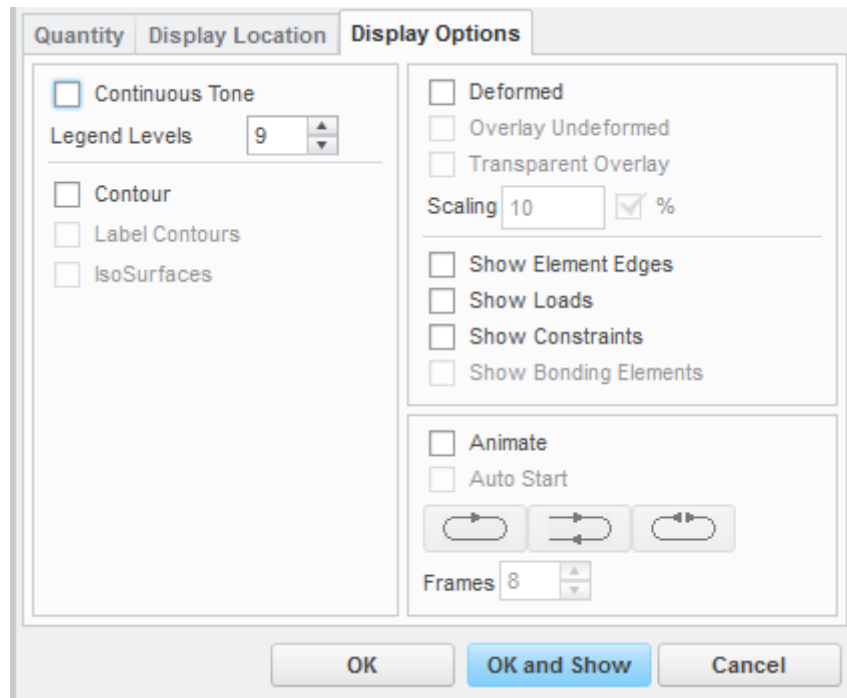 Quantity Display Location Display Options
Continuous Tone
Legend Levels 9
Contour
Label Contours
IsoSurfaces
Deformed
Overlay Undeformed
Transparent Overlay
Scaling 10 %
Show Element Edges
Show Loads
Show Constraints
Show Bonding Elements
Animate
Auto Start
Frames 8
OK OK and Show Cancel